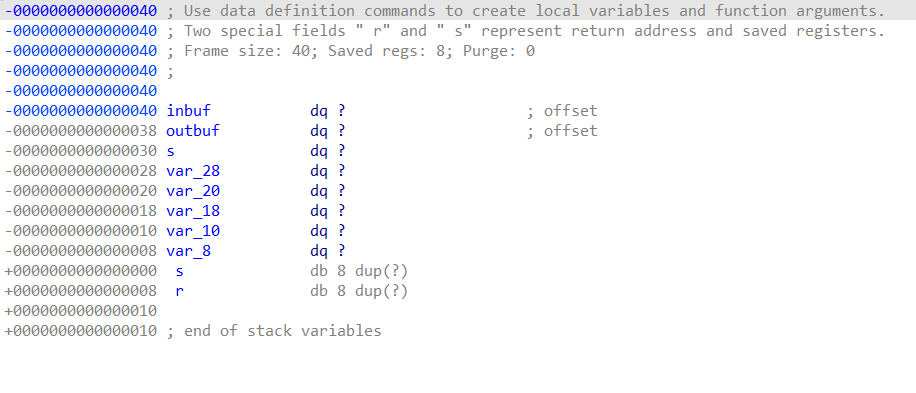 -0000000000000040 ; Use data definition commands to create local variables and function arguments.
-0000000000000040 ; Two special fields " r" and " s" represent return address and saved registers.
-0000000000000040 ; Frame size: 40; Saved regs: 8; Purge: 0
-0000000000000040 ;
-0000000000000040
-0000000000000040 inbuf           dq ?                    ; offset
-0000000000000038 outbuf          dq ?                    ; offset
-0000000000000030 s               dq ?
-0000000000000028 var_28          dq ?
-0000000000000020 var_20          dq ?
-0000000000000018 var_18          dq ?
-0000000000000010 var_10          dq ?
-0000000000000008 var_8           dq ?
+0000000000000000  s              db 8 dup(?)
+0000000000000008  r              db 8 dup(?)
+0000000000000010
+0000000000000010 ; end of stack variables